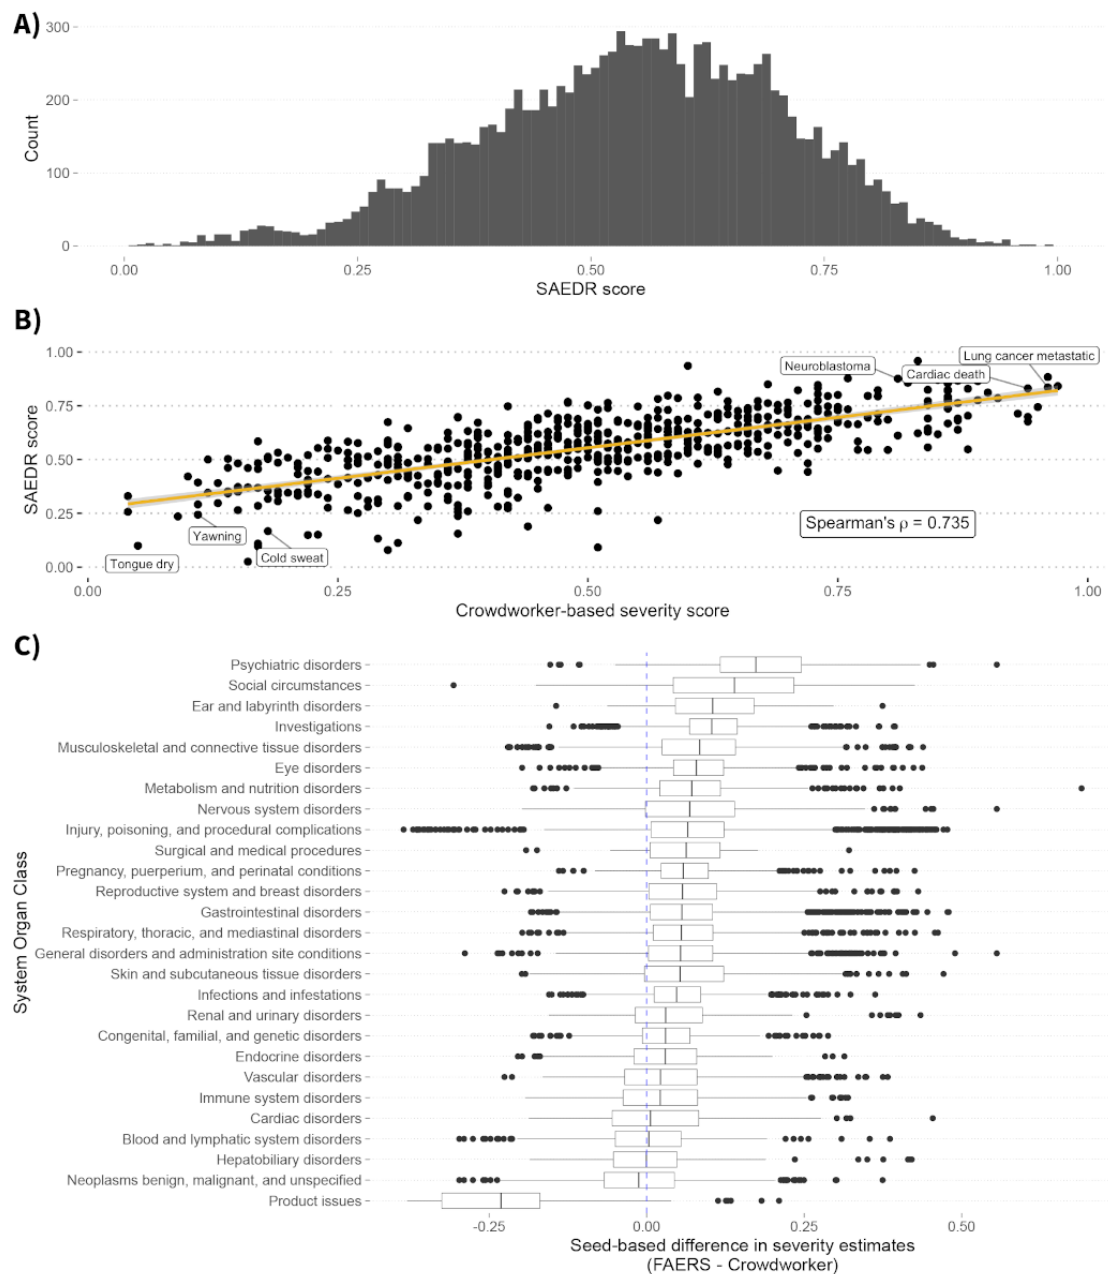 A)
300
200
100
0
Count
0.00 0.25 0.50 0.75 1.00
SAEDR score
B)
1.00
0.75
0.50
0.25
0.00
SAEDR score
Lung cancer metastatic
Neuroblastoma
Cardiac death
Spearman's ρ = 0.735
Yawning
Cold sweat
Tongue dry
0.00 0.25 0.50 0.75 1.00
Crowdworker-based severity score
C)
System Organ Class
Psychiatric disorders
Social circumstances
Ear and labyrinth disorders
Investigations
Musculoskeletal and connective tissue disorders
Eye disorders
Metabolism and nutrition disorders
Nervous system disorders
Injury, poisoning, and procedural complications
Surgical and medical procedures
Pregnancy, puerperium, and perinatal conditions
Reproductive system and breast disorders
Gastrointestinal disorders
Respiratory, thoracic, and mediastinal disorders
General disorders and administration site conditions
Skin and subcutaneous tissue disorders
Infections and infestations
Renal and urinary disorders
Congenital, familial, and genetic disorders
Endocrine disorders
Vascular disorders
Immune system disorders
Cardiac disorders
Blood and lymphatic system disorders
Hepatobiliary disorders
Neoplasms benign, malignant, and unspecified
Product issues
-0.25 0.00 0.25 0.50
Seed-based difference in severity estimates
(FAERS - Crowdworker)